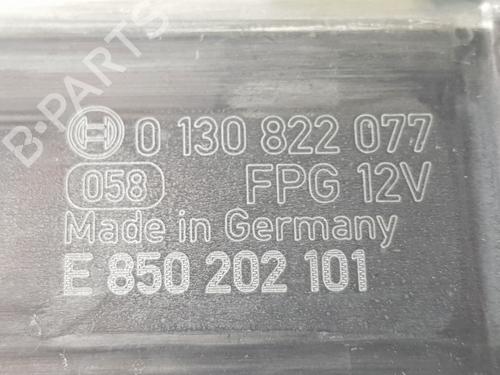 B-PARTS
0 130 822 077
058 FPG 12V
Made in Germany
E 850 202 101